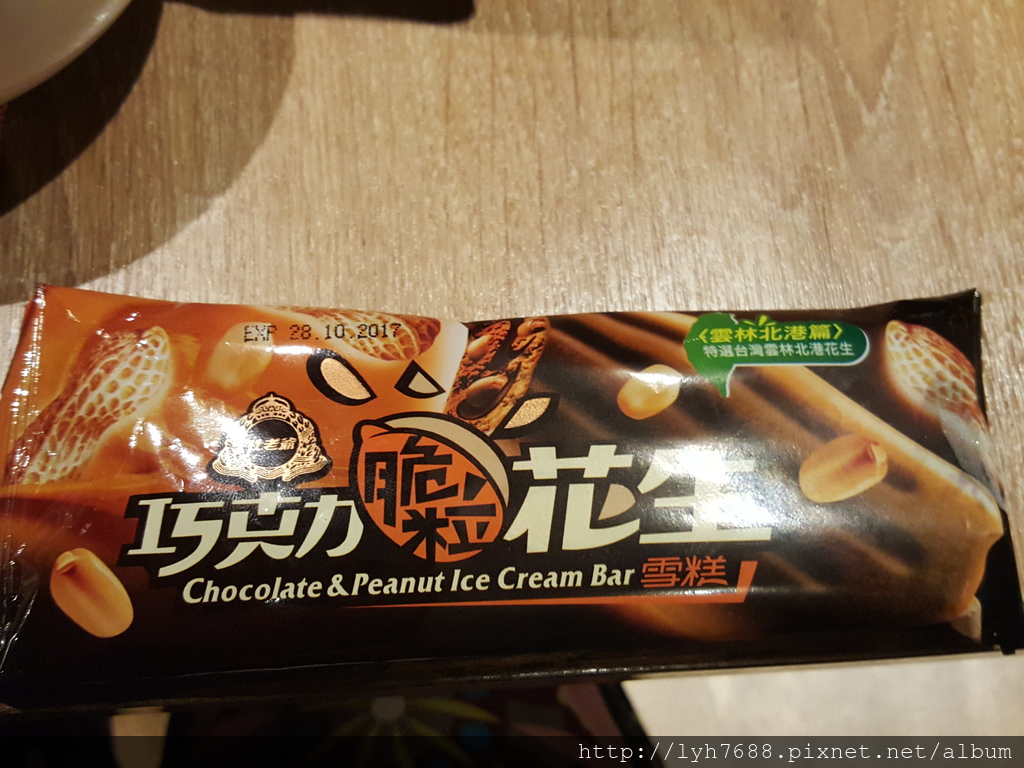 EXP 28.10.2017
〈雲林北港篇〉
特選台灣雲林北港花生
老爺
巧克力脆粒花生
Chocolate & Peanut Ice Cream Bar 雪糕
http://lyh7688.pixnet.net/album